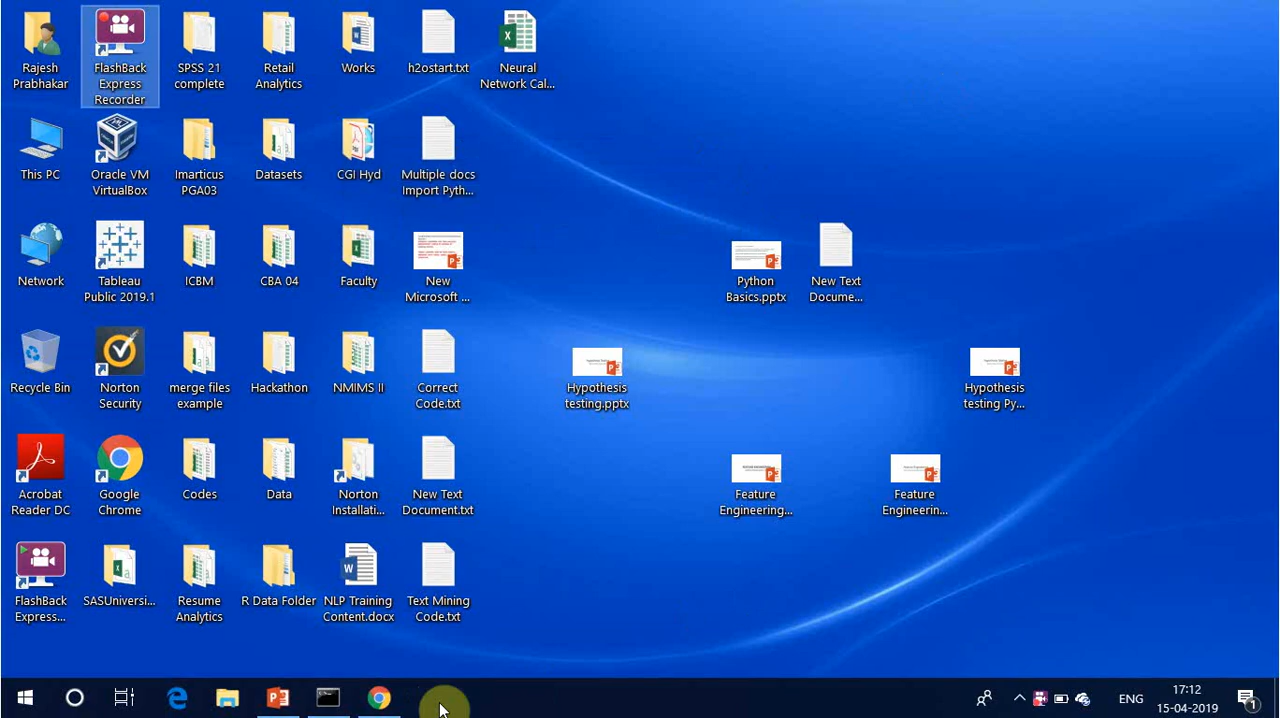 Rajesh
Prabhakar
FlashBack
Express
Recorder
SPSS 21
complete
Retail
Analytics
Works
h2ostart.txt
Neural
Network Cal...
This PC
Oracle VM
VirtualBox
Imarticus
PGA03
Datasets
CGI Hyd
Multiple docs
Import Pyth...
Network
Tableau
Public 2019.1
ICBM
CBA 04
Faculty
New
Microsoft ...
Python
Basics.pptx
New Text
Docume...
Recycle Bin
Norton
Security
merge files
example
Hackathon
NMIMS II
Correct
Code.txt
Hypothesis
testing.pptx
Hypothesis
testing Py...
Acrobat
Reader DC
Google
Chrome
Codes
Data
Norton
Installati...
New Text
Document.txt
Feature
Engineering...
Feature
Engineerin...
FlashBack
Express...
SASUniversi...
Resume
Analytics
R Data Folder
NLP Training
Content.docx
Text Mining
Code.txt
ENG
17:12
15-04-2019
1